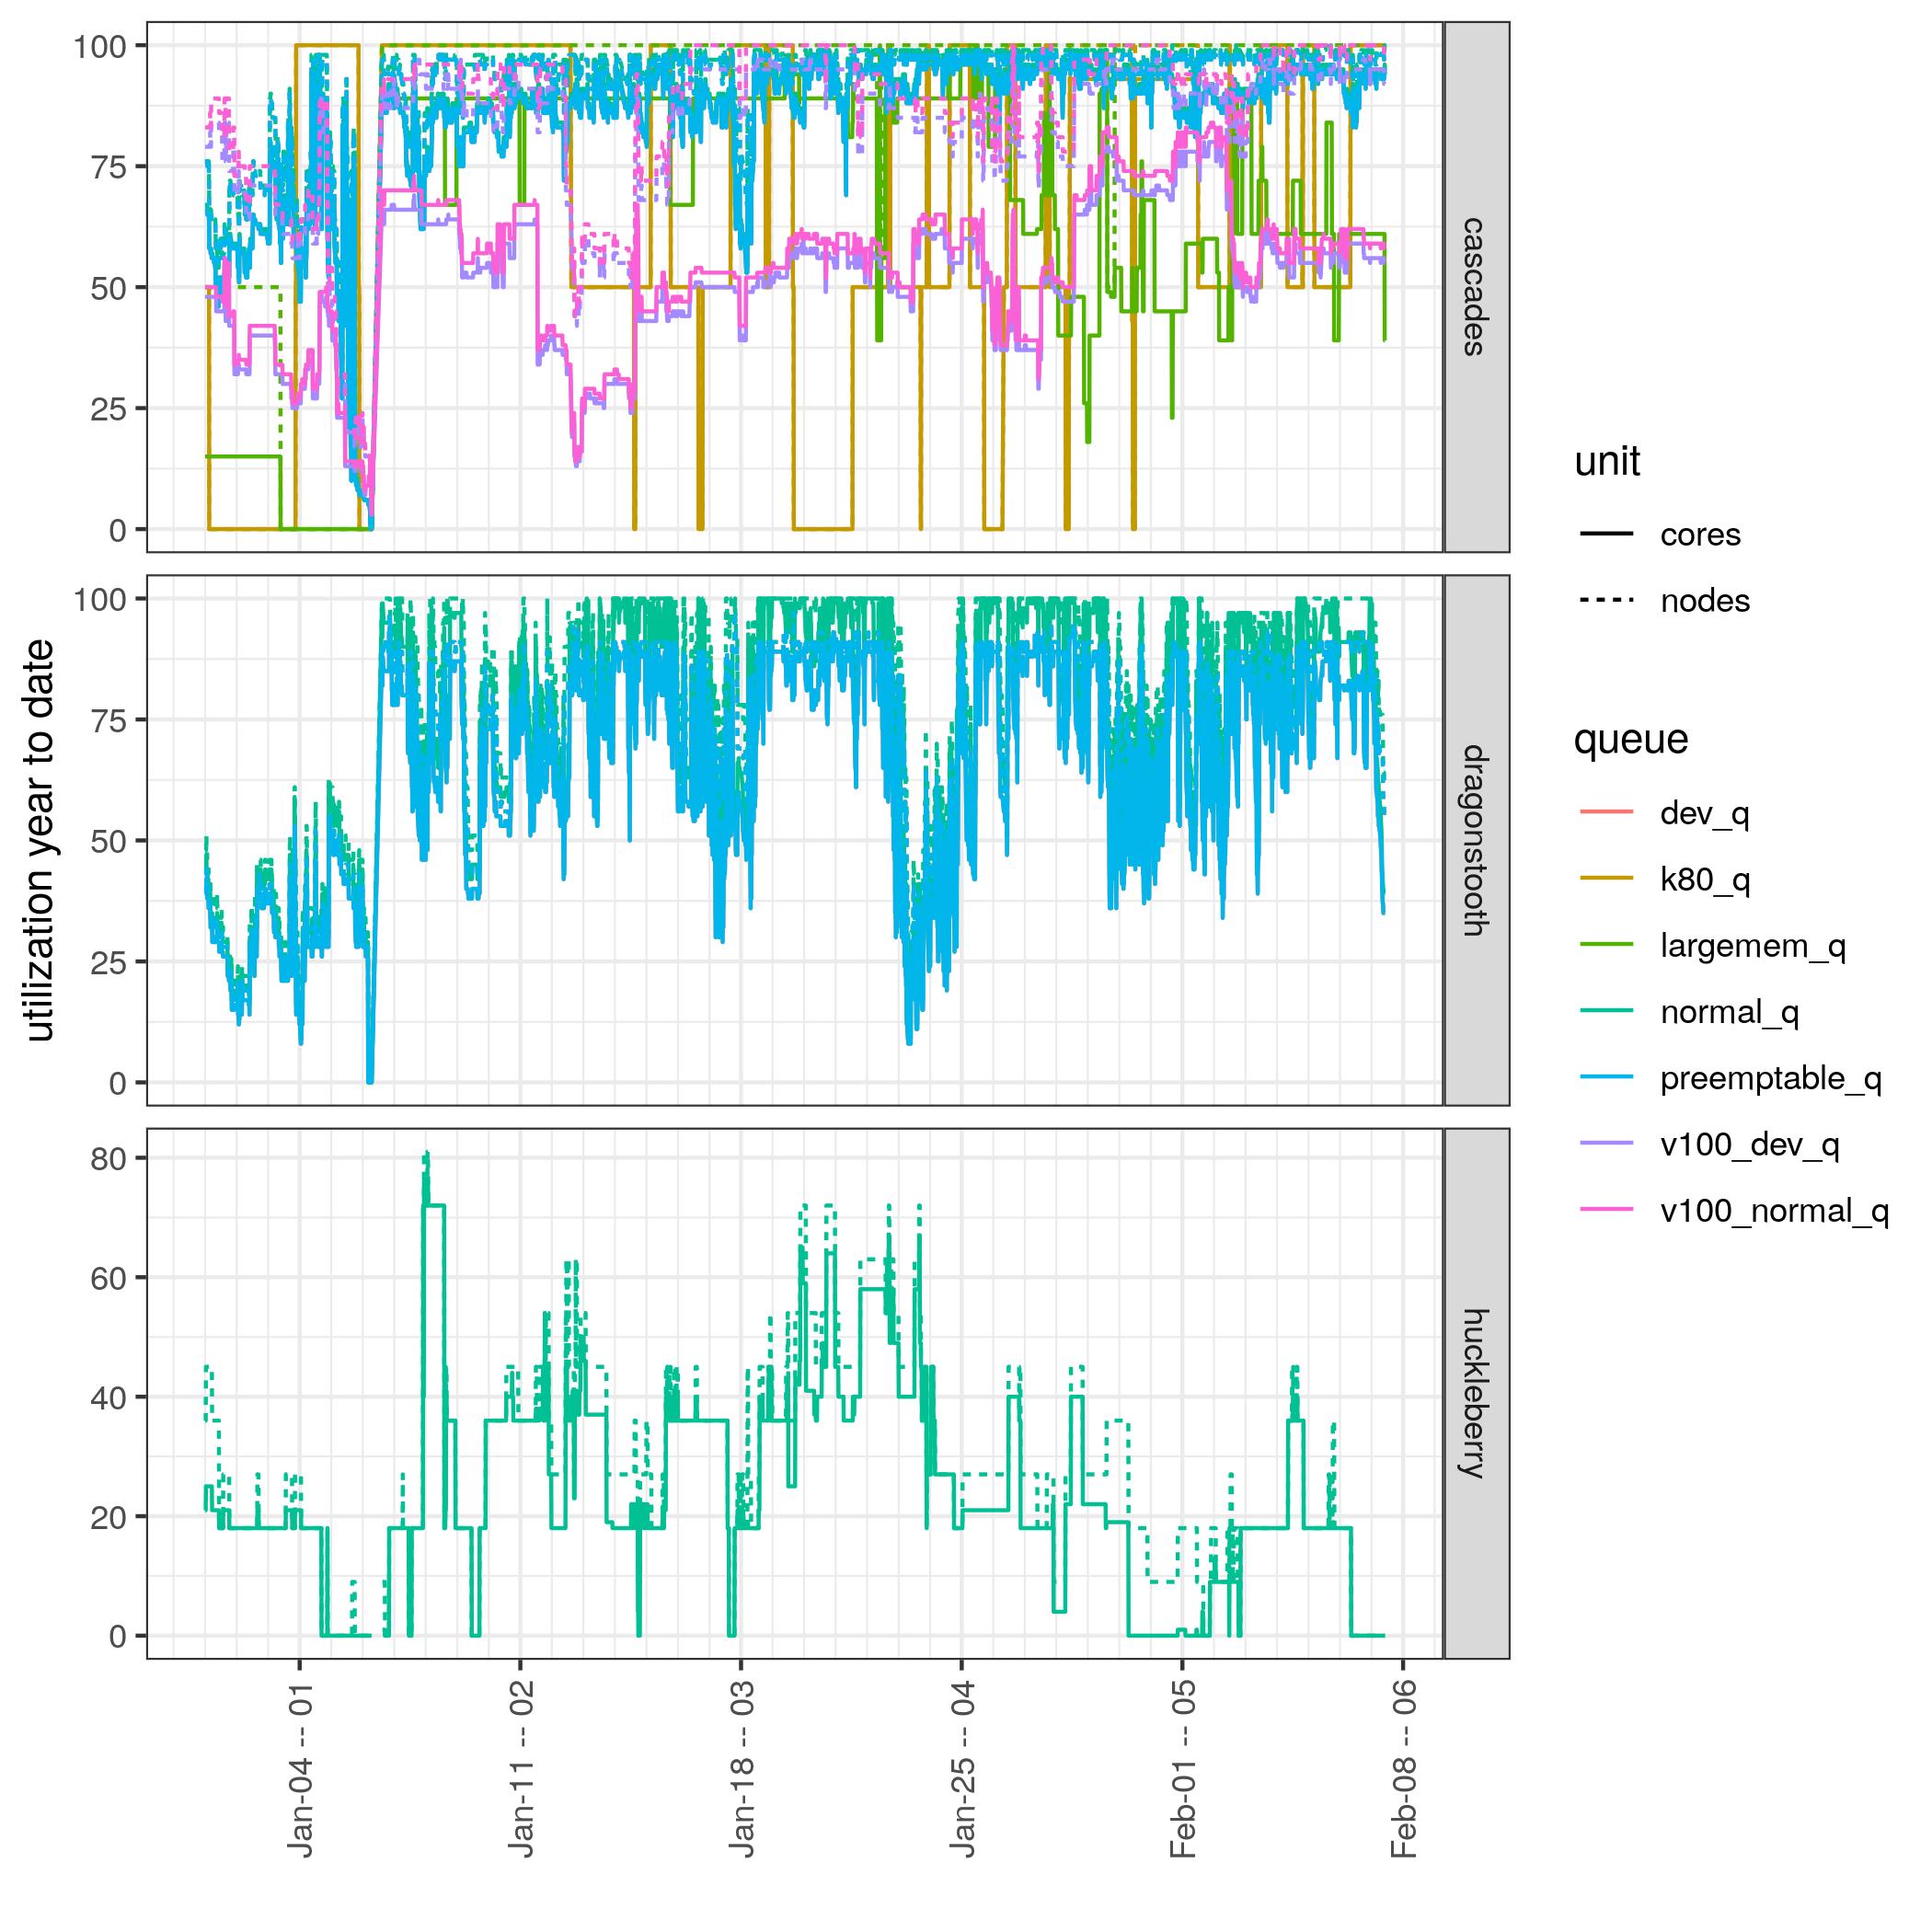 utilization year to date
100
75
50
25
0
cascades
100
75
50
25
0
dragonstooth
80
60
40
20
0
huckleberry
Jan-04 -- 01
Jan-11 -- 02
Jan-18 -- 03
Jan-25 -- 04
Feb-01 -- 05
Feb-08 -- 06
unit
cores
nodes
queue
dev_q
k80_q
largemem_q
normal_q
preemptable_q
v100_dev_q
v100_normal_q